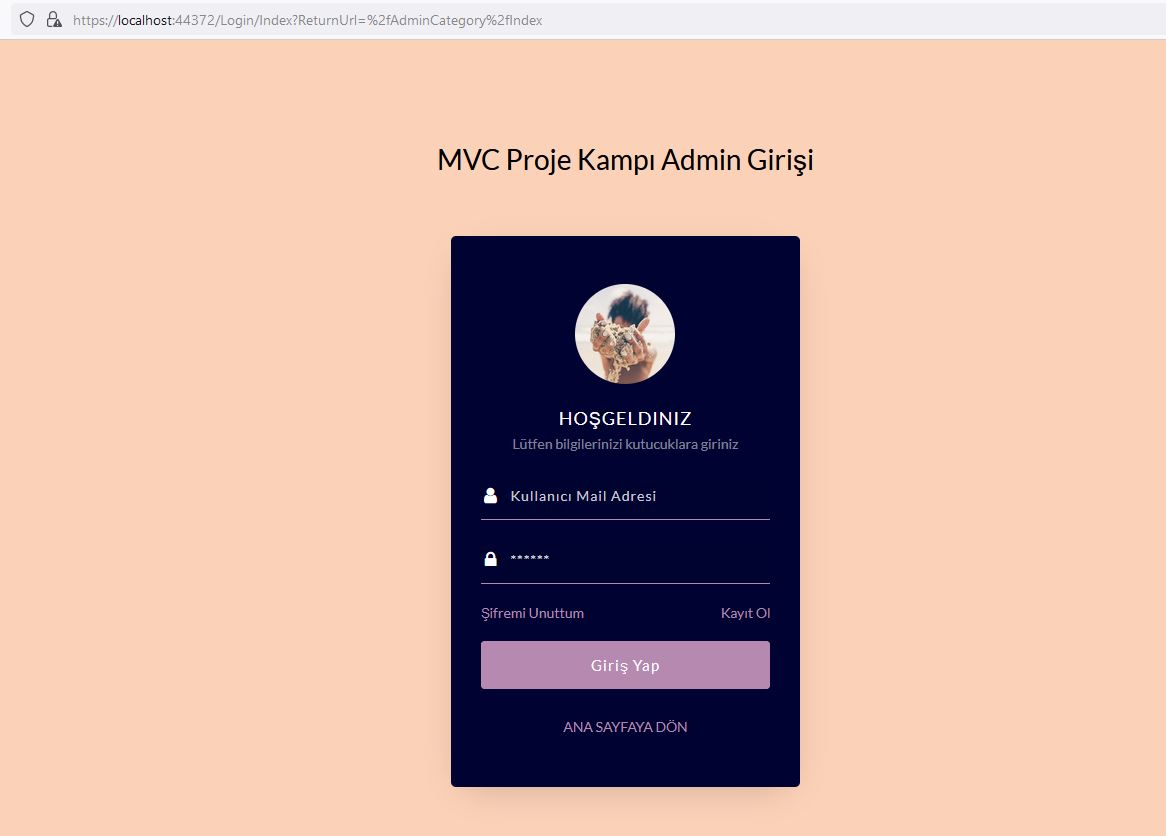 https://localhost:44372/Login/Index?ReturnUrl=%2fAdminCategory%2fIndex
MVC Proje Kampı Admin Girişi
HOŞGELDINIZ
Lütfen bilgilerinizi kutucuklara giriniz
Kullanıcı Mail Adresi
******
Şifremi Unuttum
Kayıt Ol
Giriş Yap
ANA SAYFAYA DÖN